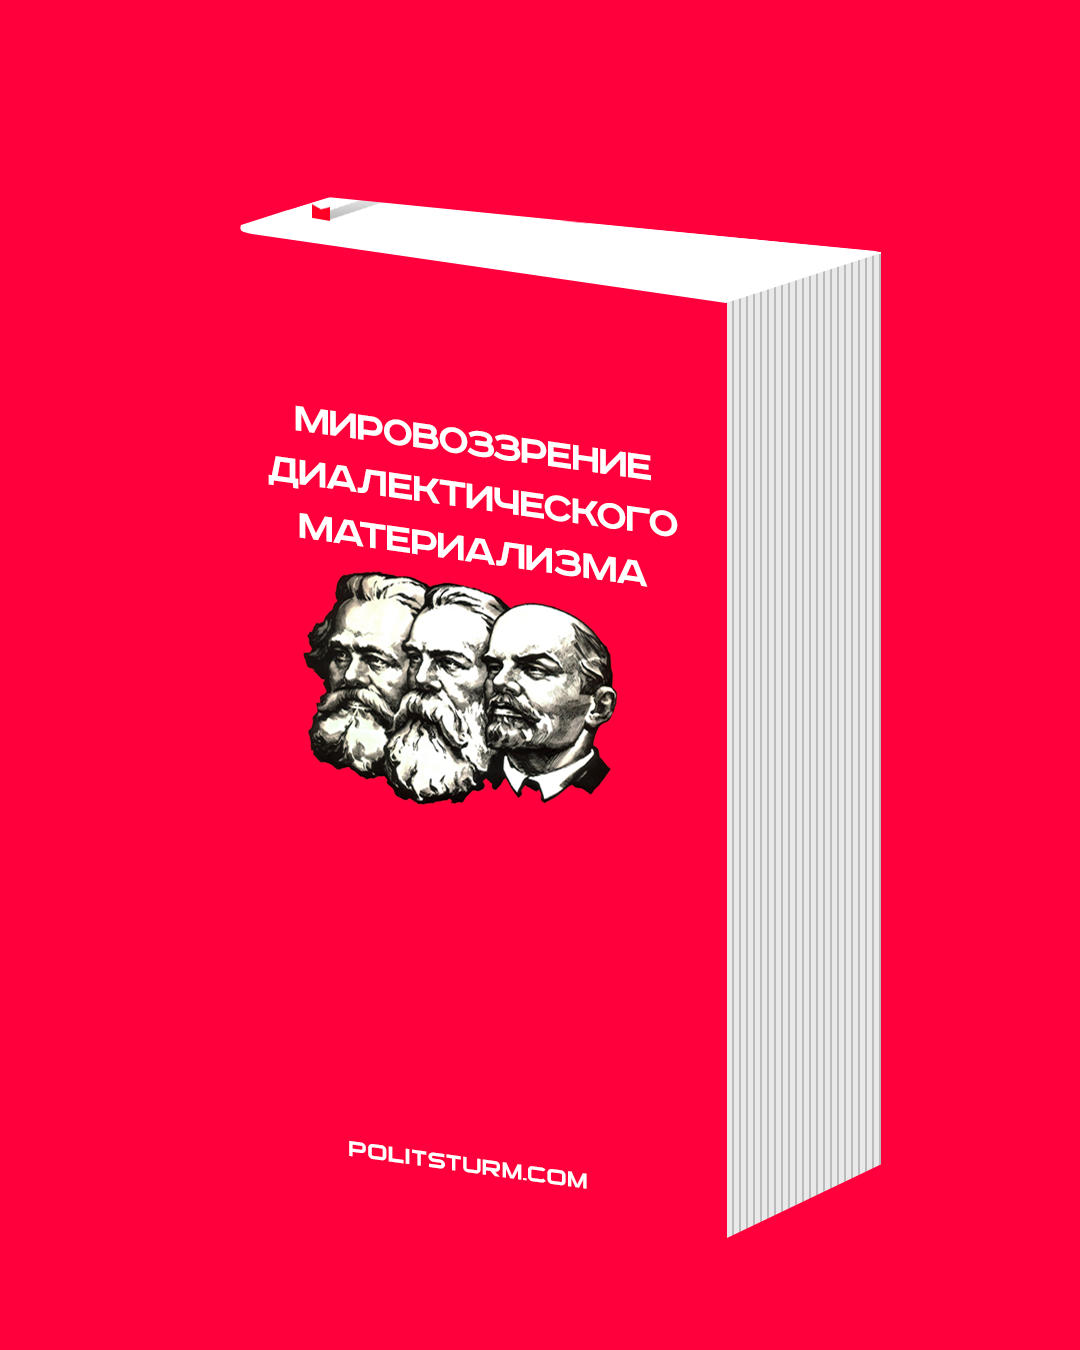 МИРОВОЗЗРЕНИЕ
ДИАЛЕКТИЧЕСКОГО
МАТЕРИАЛИЗМА
POLITSTURM.COM